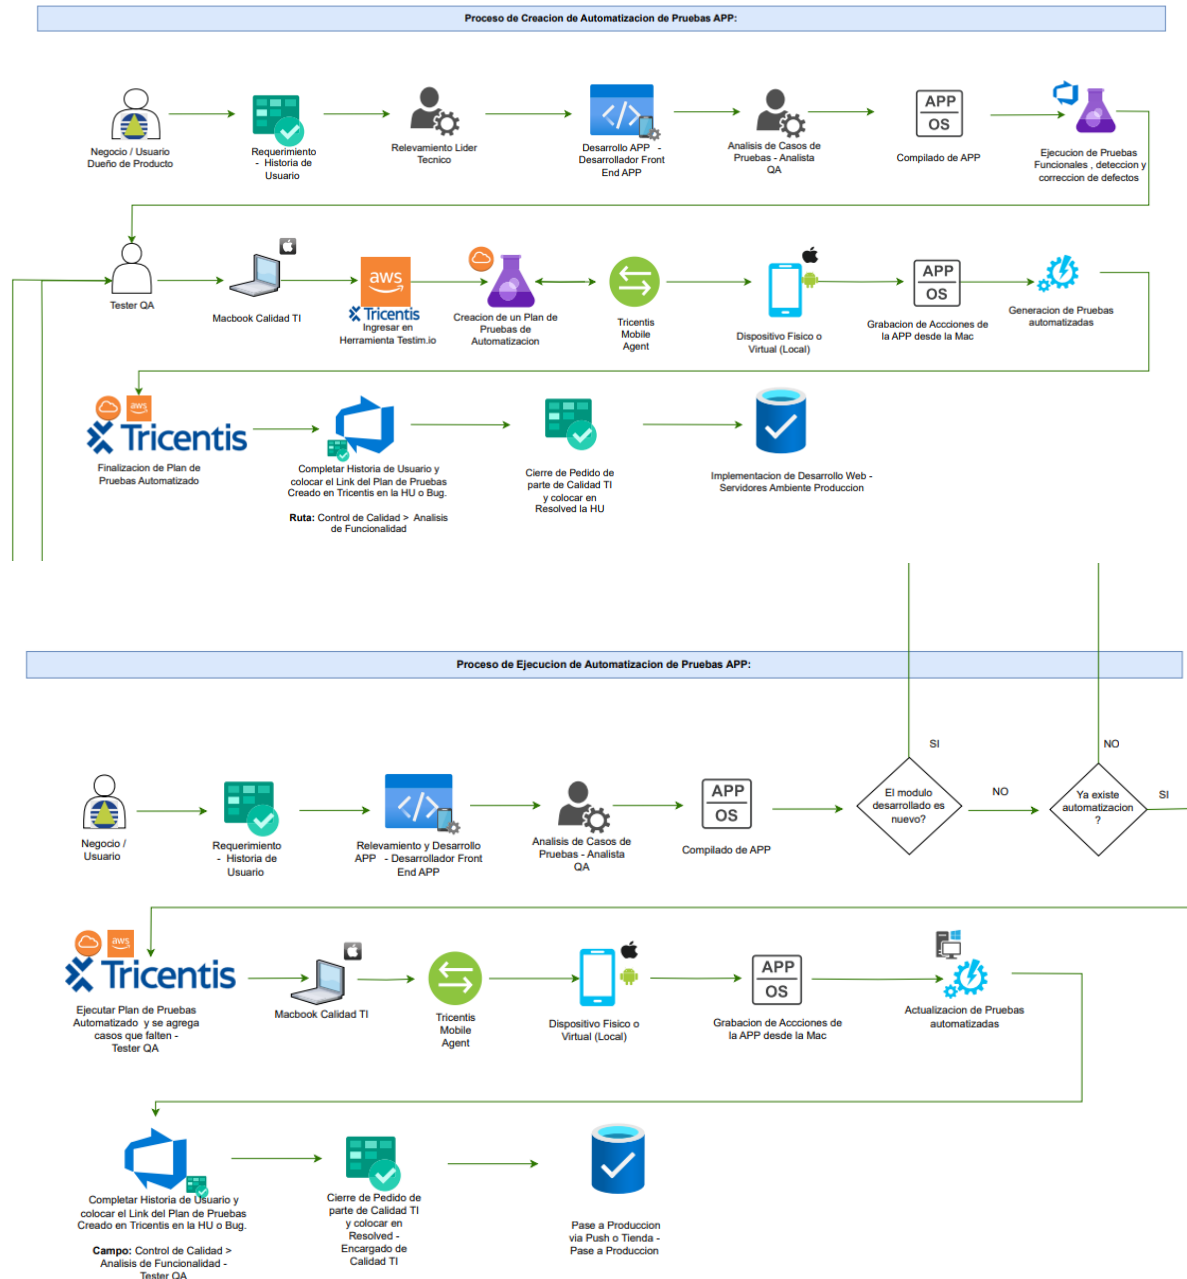 Proceso de Creacion de Automatizacion de Pruebas APP:
Negocio / Usuario
Dueño de Producto
Requerimiento
- Historia de
Usuario
Relevamiento Lider
Tecnico
Desarrollo APP -
Desarrollador Front
End APP
Analisis de Casos de
Pruebas - Analista
QA
APP
OS
Compilado de APP
Ejecucion de Pruebas
Funcionales , deteccion y
correccion de defectos
Tester QA
Macbook Calidad TI
aws
Tricentis
Ingresar en
Herramienta Testim.io
Creacion de un Plan de
Pruebas de
Automatizacion
Tricentis
Mobile
Agent
Dispositivo Fisico o
Virtual (Local)
APP
OS
Grabacion de Accciones de
la APP desde la Mac
Generacion de Pruebas
automatizadas
aws
Tricentis
Finalizacion de Plan de
Pruebas Automatizado
Completar Historia de Usuario y
colocar el Link del Plan de Pruebas
Creado en Tricentis en la HU o Bug.
Ruta: Control de Calidad > Analisis
de Funcionalidad
Cierre de Pedido de
parte de Calidad TI
y colocar en
Resolved la HU
Implementacion de Desarrollo Web -
Servidores Ambiente Produccion
Proceso de Ejecucion de Automatizacion de Pruebas APP:
Negocio /
Usuario
Requerimiento
- Historia de
Usuario
Relevamiento y Desarrollo
APP - Desarrollador Front
End APP
Analisis de Casos de
Pruebas - Analista
QA
APP
OS
Compilado de APP
SI
El modulo
desarrollado es
nuevo?
NO
NO
Ya existe
automatizacion
?
SI
aws
Tricentis
Ejecutar Plan de Pruebas
Automatizado y se agrega
casos que falten -
Tester QA
Macbook Calidad TI
Tricentis
Mobile
Agent
Dispositivo Fisico o
Virtual (Local)
APP
OS
Grabacion de Accciones de
la APP desde la Mac
Actualizacion de Pruebas
automatizadas
Completar Historia de Usuario y
colocar el Link del Plan de Pruebas
Creado en Tricentis en la HU o Bug.
Campo: Control de Calidad >
Analisis de Funcionalidad -
Tester QA
Cierre de Pedido de
parte de Calidad TI
y colocar en
Resolved -
Encargado de
Calidad TI
Pase a Produccion
via Push o Tienda -
Pase a Produccion